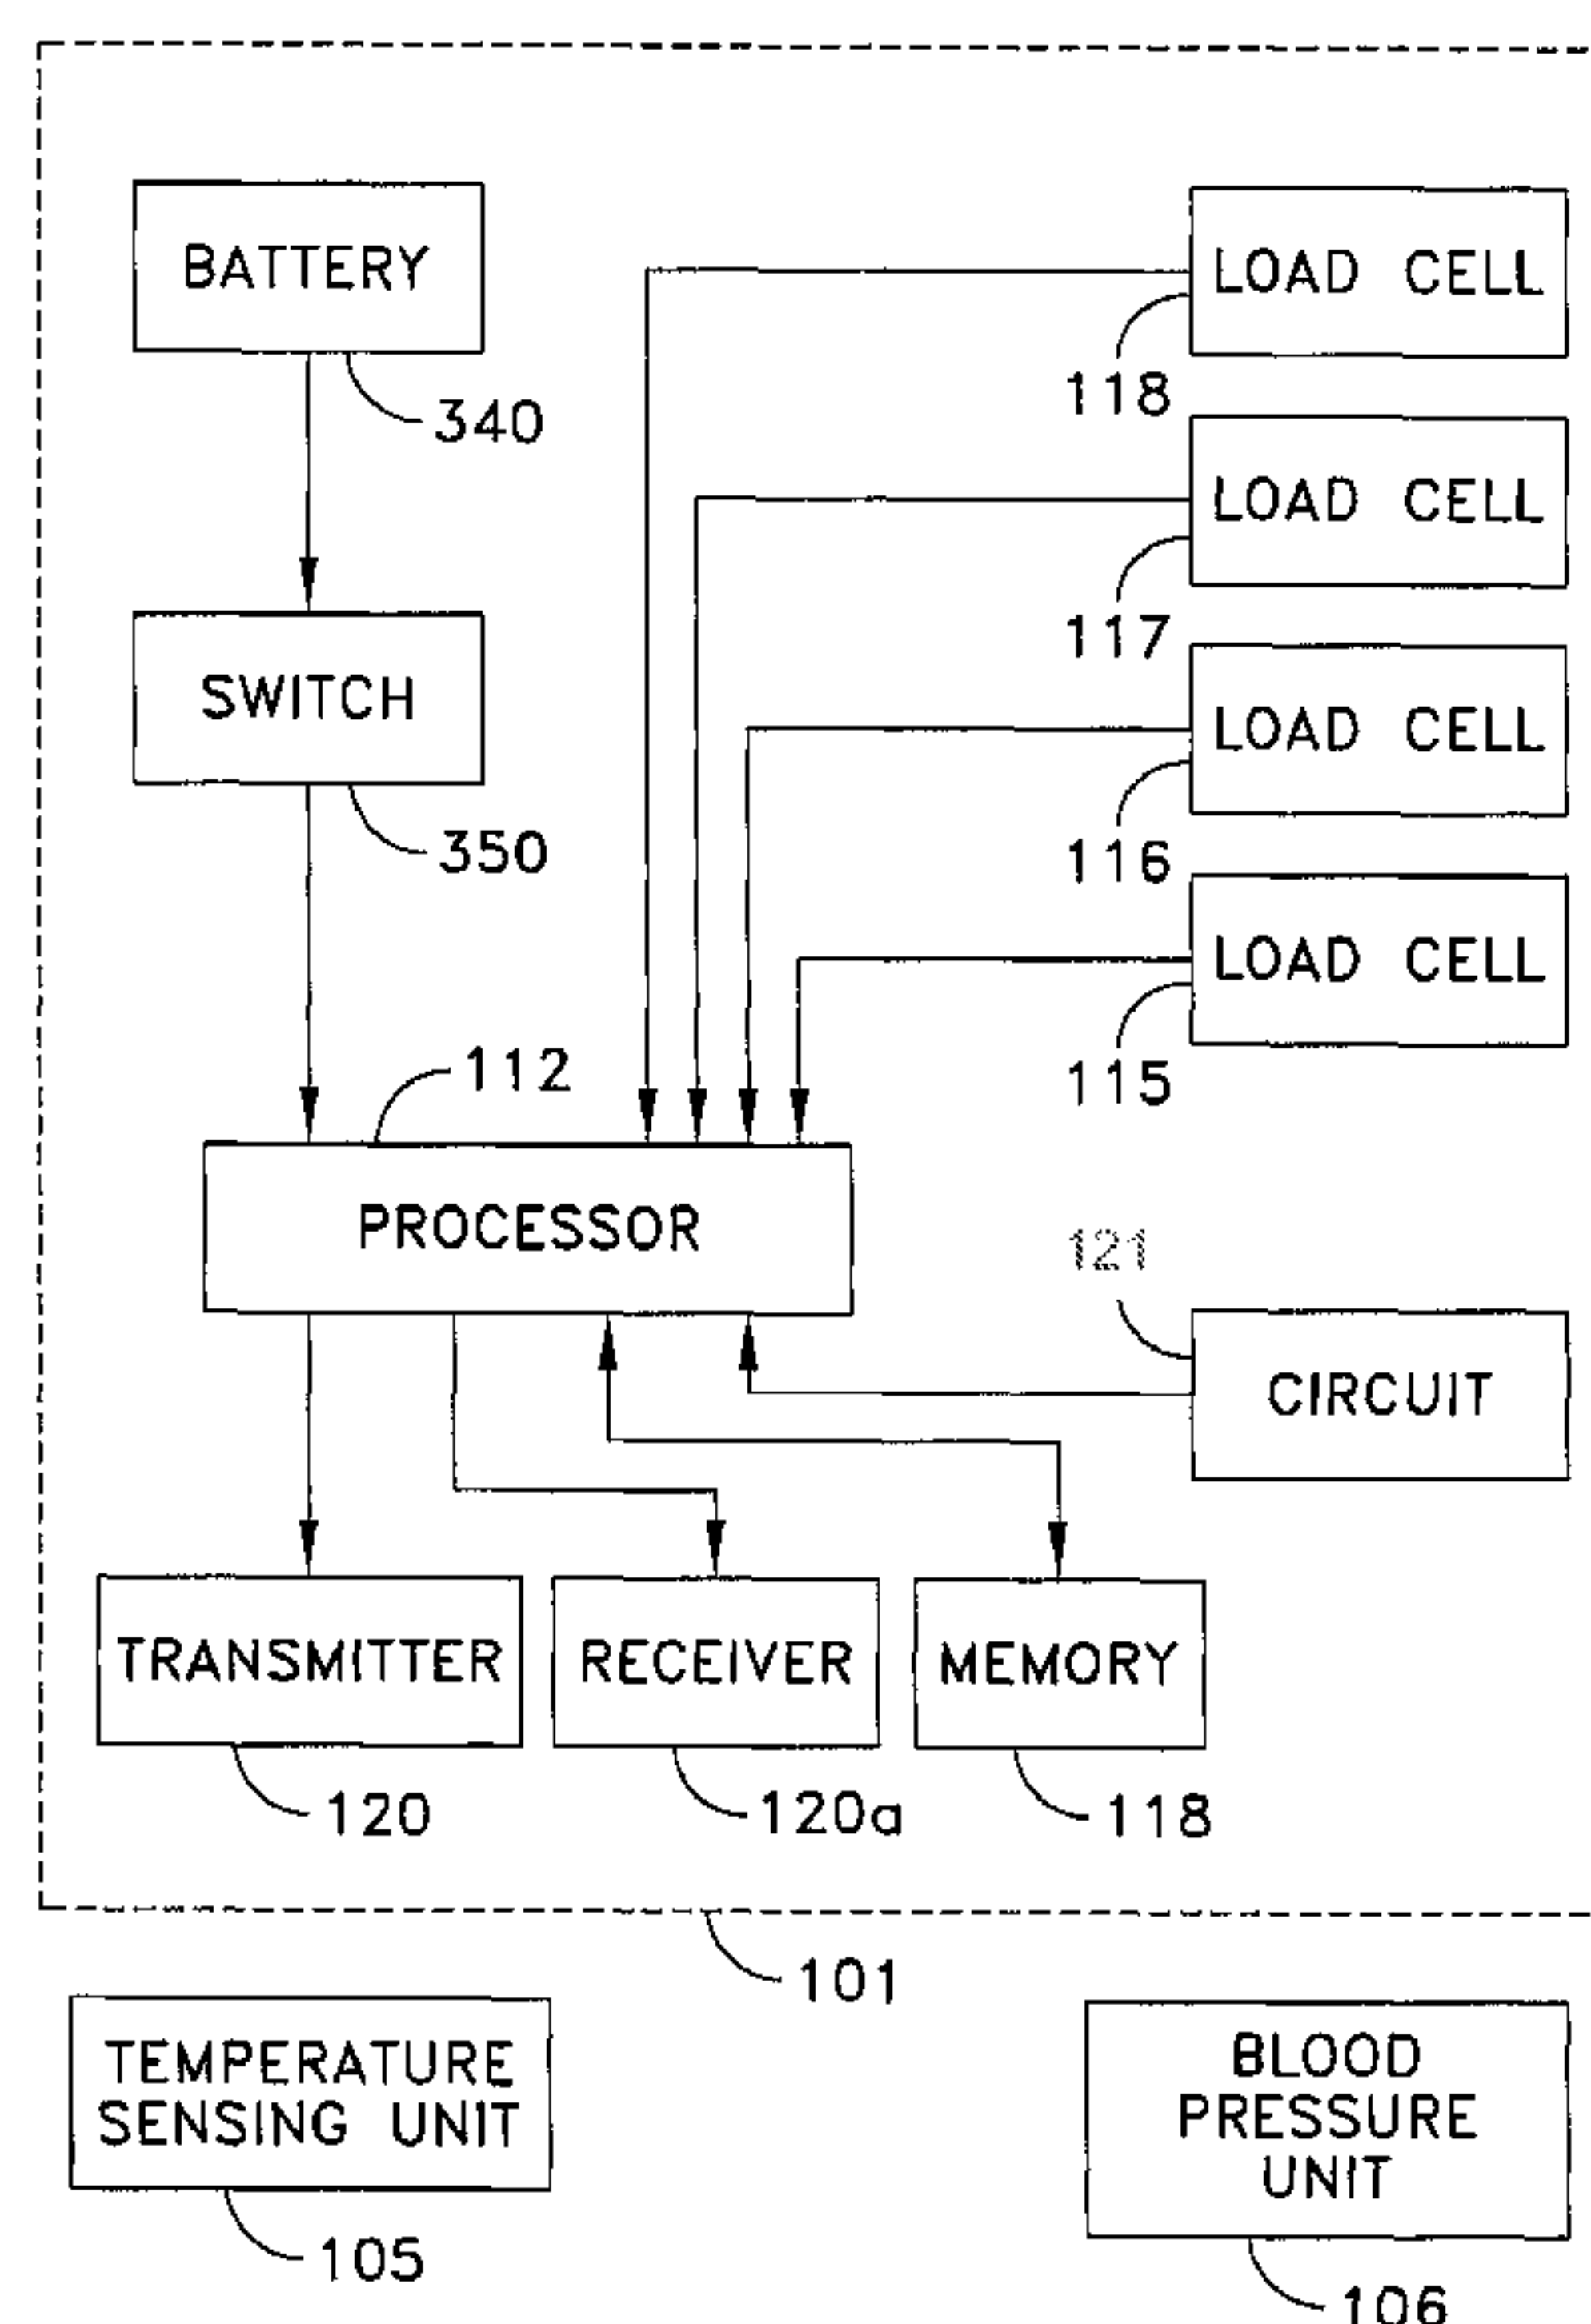 BATTERY
340
LOAD CELL
118
LOAD CELL
117
SWITCH
350
LOAD CELL
116
LOAD CELL
115
112
PROCESSOR
121
CIRCUIT
TRANSMITTER
120
RECEIVER
120a
MEMORY
118
101
TEMPERATURE
SENSING UNIT
105
BLOOD
PRESSURE
UNIT
106